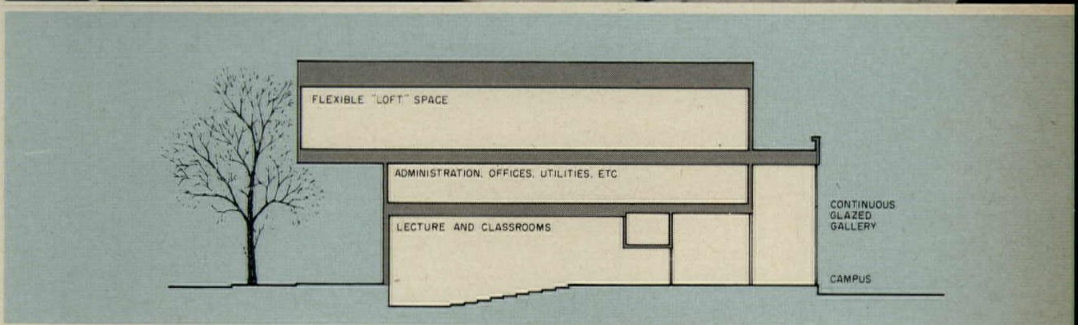 FLEXIBLE "LOFT" SPACE
ADMINISTRATION, OFFICES, UTILITIES, ETC
LECTURE AND CLASSROOMS
CONTINUOUS
GLAZED
GALLERY
CAMPUS